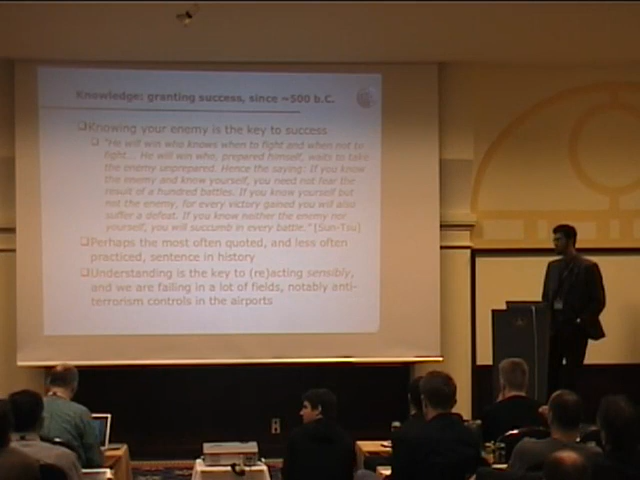 Knowledge: granting success, since ~500 b.C.
Knowing your enemy is the key to success
"He will win who knows when to fight and when not to
fight... He will win who, prepared himself, waits to take
the enemy unprepared. Hence the saying: If you know
the enemy and know yourself, you need not fear the
result of a hundred battles. If you know yourself but
not the enemy, for every victory gained you will also
suffer a defeat. If you know neither the enemy nor
yourself, you will succumb in every battle." [Sun-Tsu]
Perhaps the most often quoted, and less often
practiced, sentence in history
Understanding is the key to (re)acting sensibly,
and we are failing in a lot of fields, notably anti-
terrorism controls in the airports